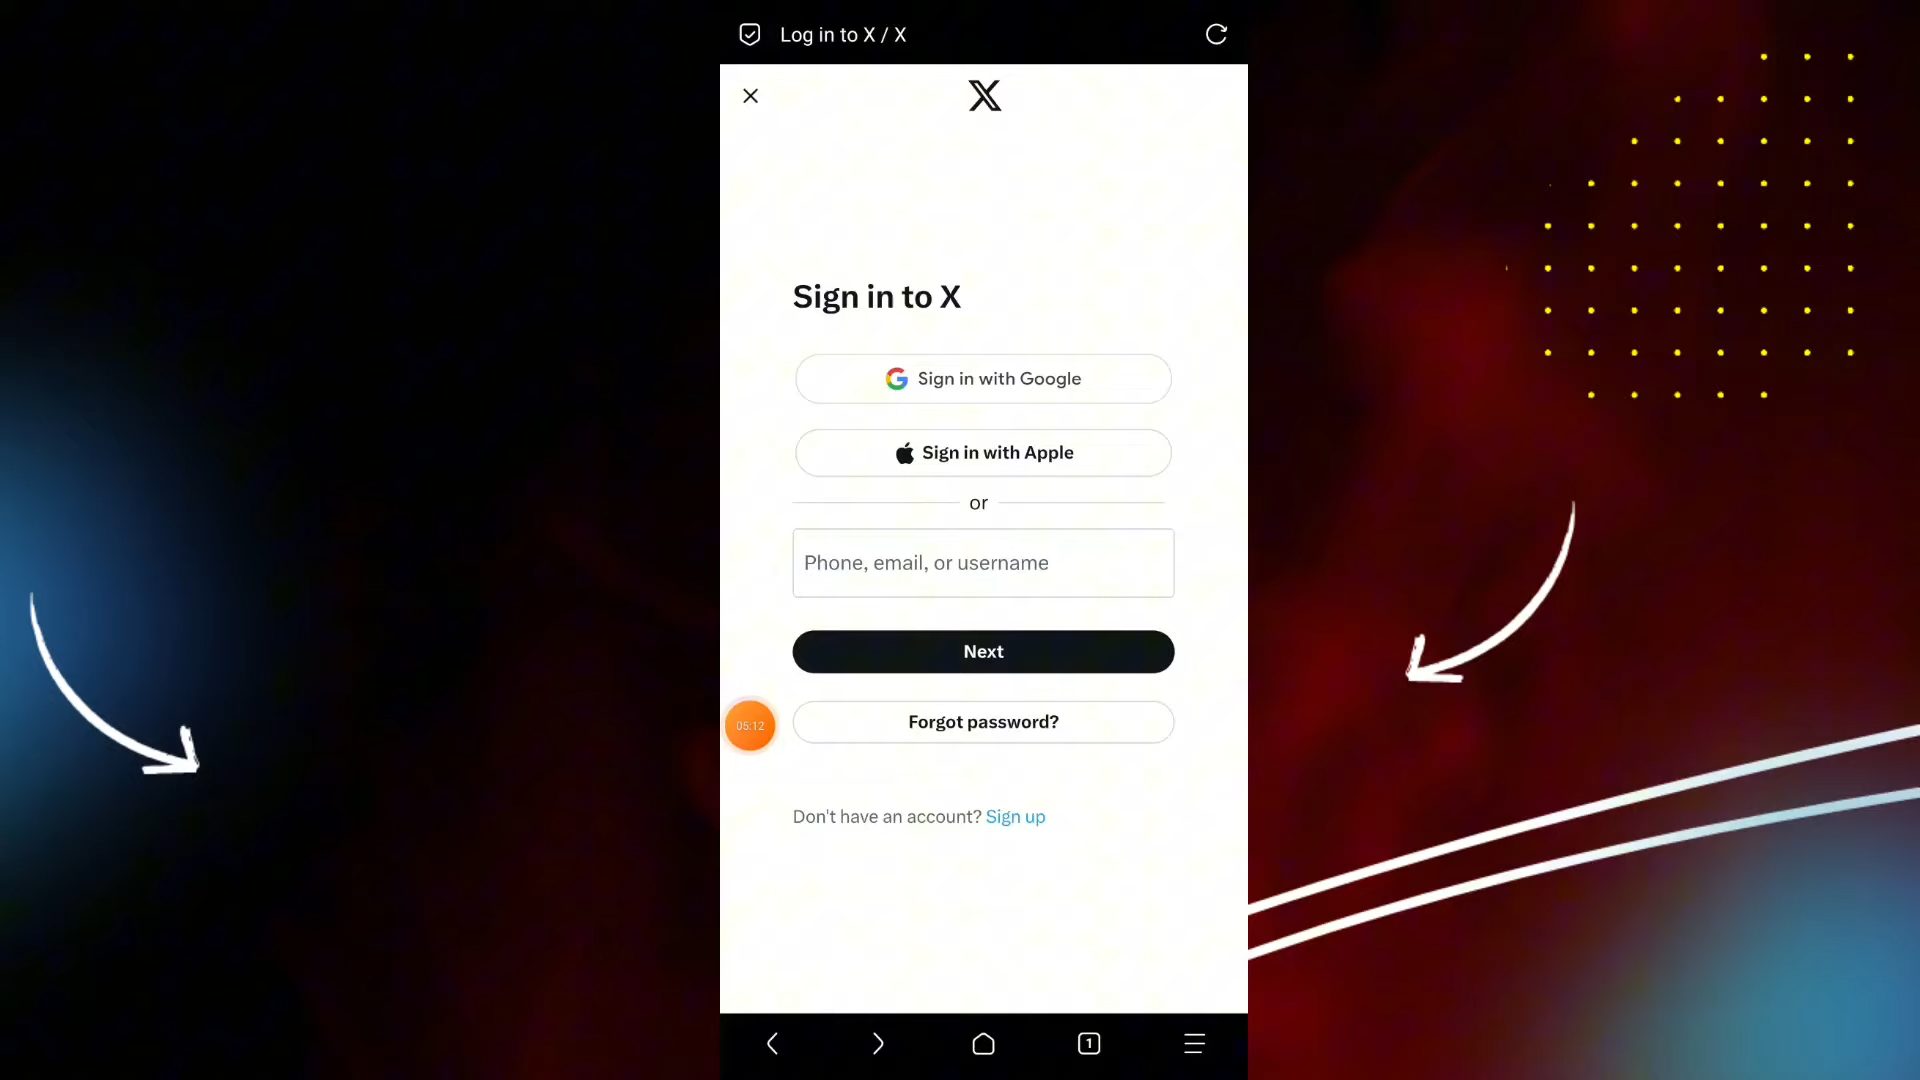 Log in to X / X
X
Sign in to X
Sign in with Google
Sign in with Apple
or
Phone, email, or username
Next
05:12
Forgot password?
Don't have an account? Sign up
1